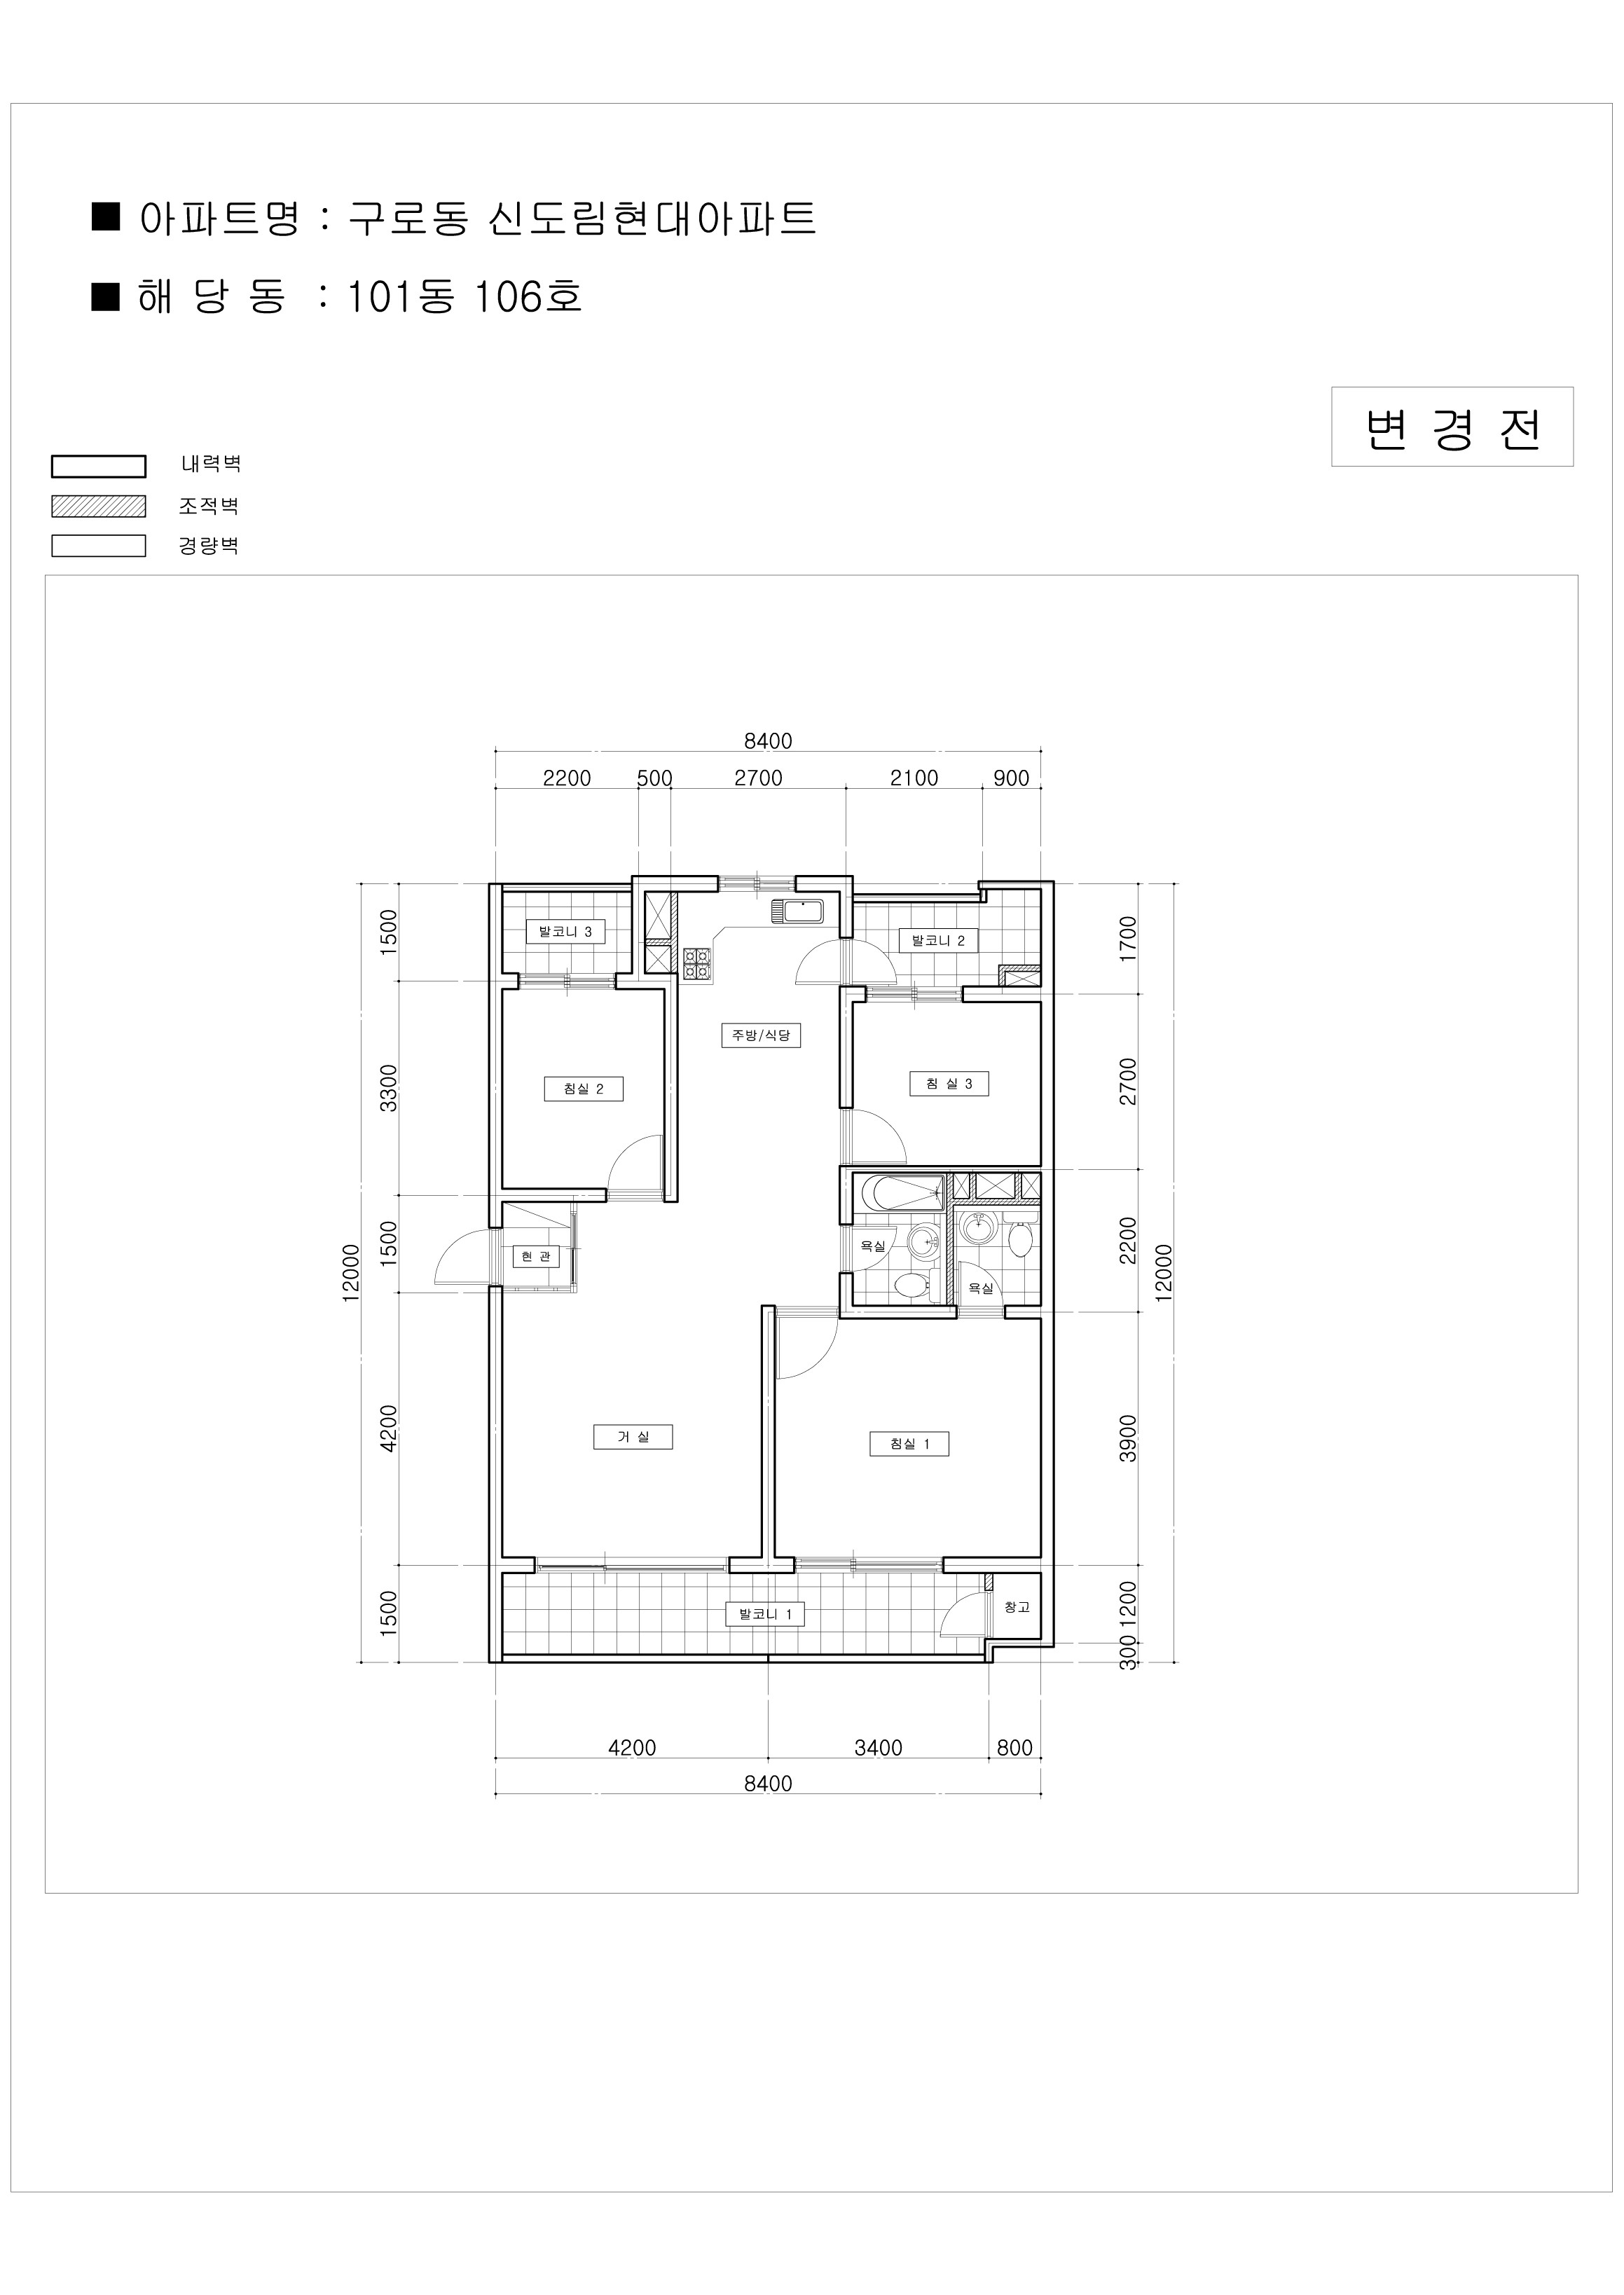 ■ 아파트명 : 구로동 신도림현대아파트
■ 해 당 동 : 101동 106호
변 경 전
내력벽
조적벽
경량벽
8400
2200 500 2700 2100 900
1500
3300
1500
4200
1500
12000
발코니 3
발코니 2
주방/식당
침실 2
침 실 3
현 관
욕실
욕실
거 실
침실 1
발코니 1
창고
1700
2700
2200
3900
1200
300
12000
4200 3400 800
8400